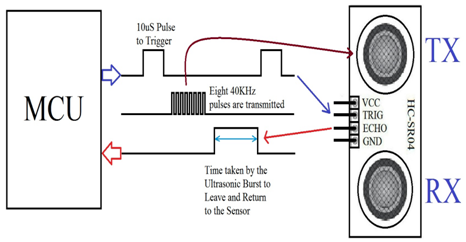 10uS Pulse
to Trigger
MCU
Eight 40KHz
pulses are transmitted
Time taken by the
Ultrasonic Burst to
Leave and Return
to the Sensor
TX
VCC
TRIG
ECHO
GND
HC-SR04
RX